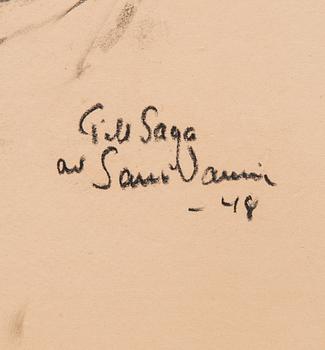 Till Saga
av Sam Vanni
- 48